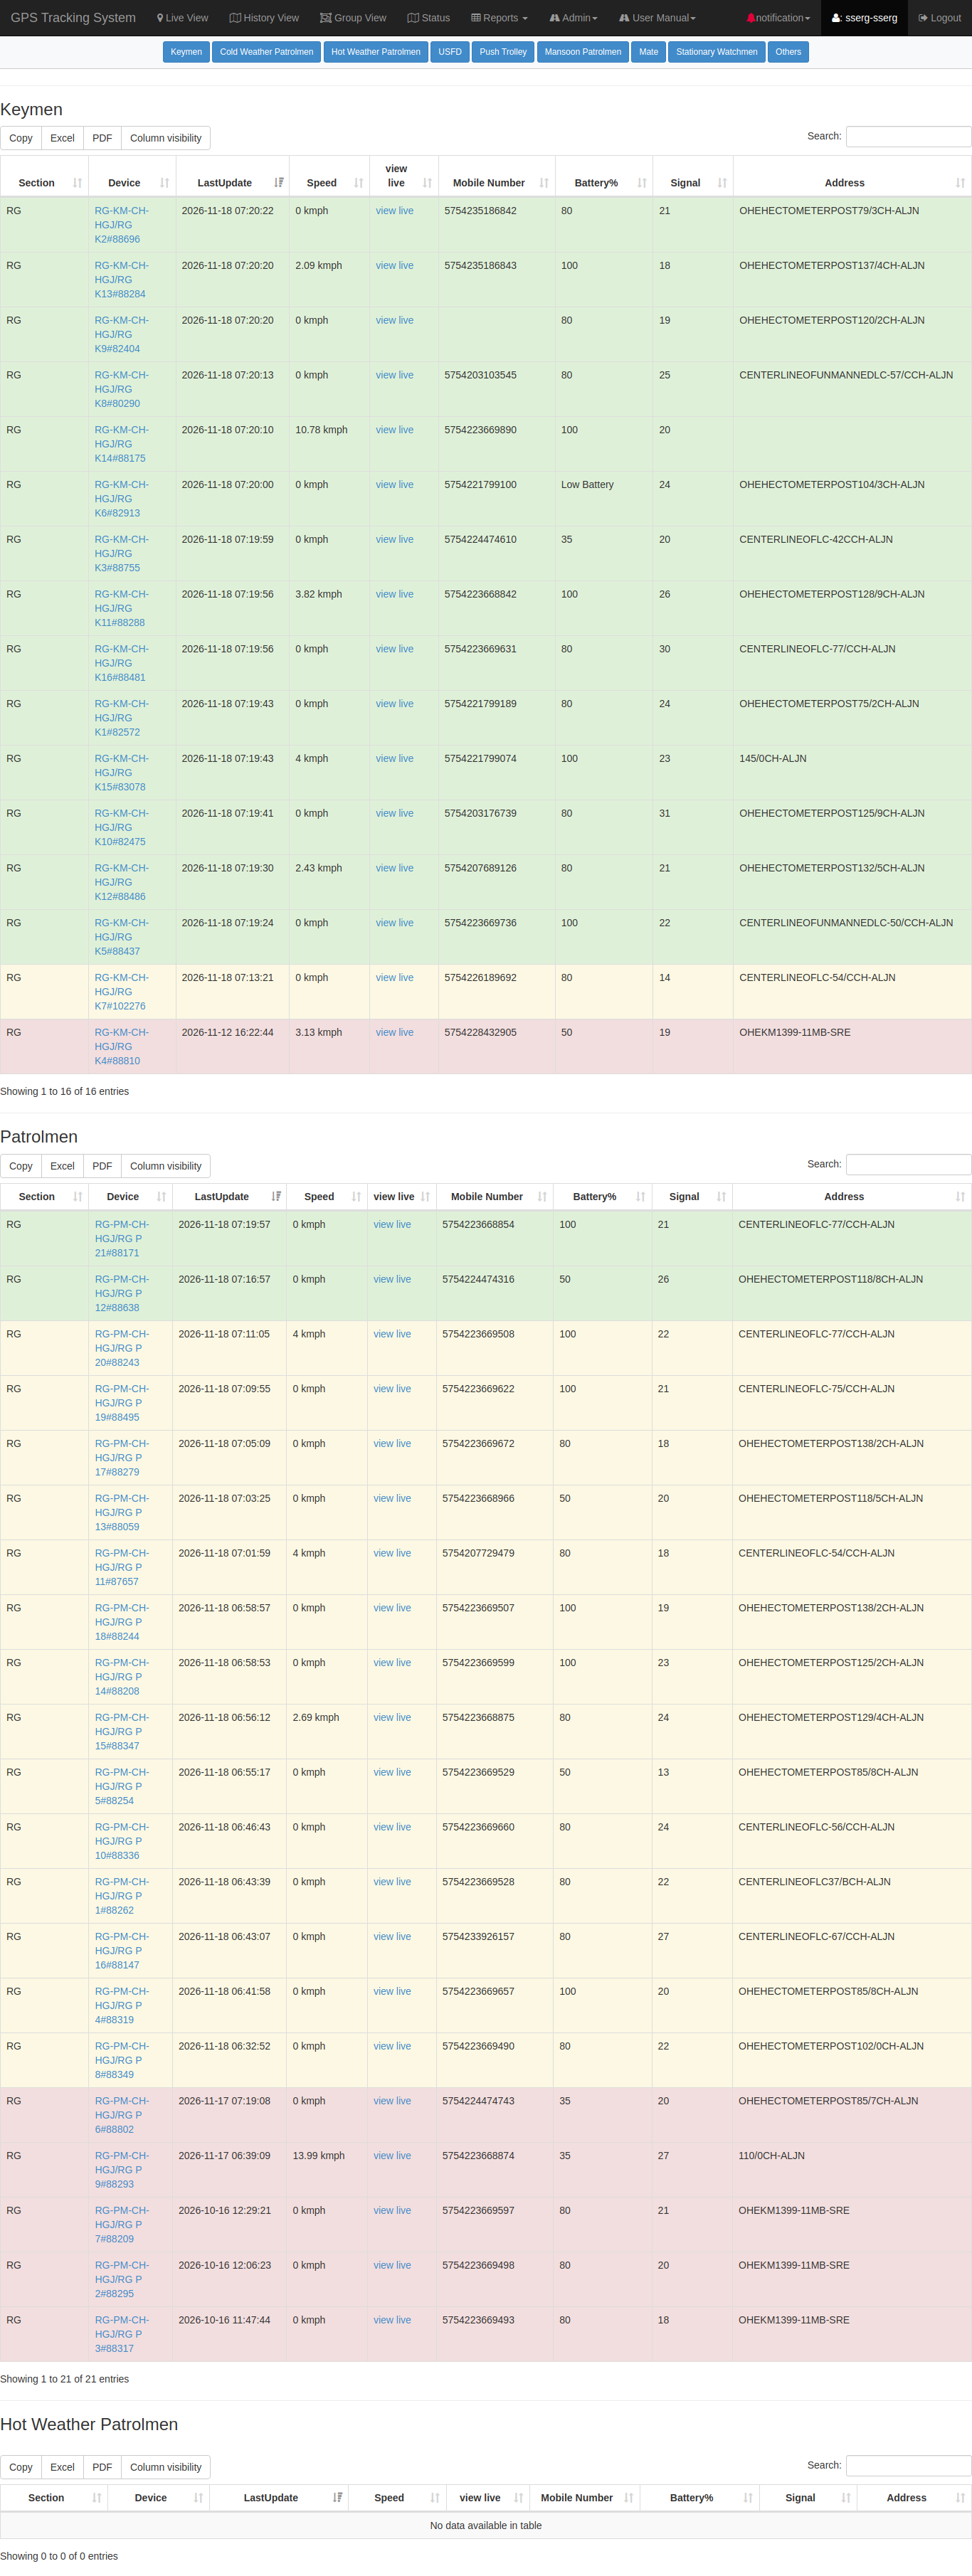 GPS Tracking System Live View History View Group View Status Reports Admin User Manual notification : sserg-sserg Logout
Keymen Cold Weather Patrolmen Hot Weather Patrolmen USFD Push Trolley Mansoon Patrolmen Mate Stationary Watchmen Others
Keymen
Copy Excel PDF Column visibility Search:
Section Device LastUpdate Speed view live Mobile Number Battery% Signal Address
RG RG-KM-CH-HGJ/RG K2#88696 2026-11-18 07:20:22 0 kmph view live 5754235186842 80 21 OHEHECTOMETERPOST79/3CH-ALJN
RG RG-KM-CH-HGJ/RG K13#88284 2026-11-18 07:20:20 2.09 kmph view live 5754235186843 100 18 OHEHECTOMETERPOST137/4CH-ALJN
RG RG-KM-CH-HGJ/RG K9#82404 2026-11-18 07:20:20 0 kmph view live 80 19 OHEHECTOMETERPOST120/2CH-ALJN
RG RG-KM-CH-HGJ/RG K8#80290 2026-11-18 07:20:13 0 kmph view live 5754203103545 80 25 CENTERLINEOFUNMANNEDLC-57/CCH-ALJN
RG RG-KM-CH-HGJ/RG K14#88175 2026-11-18 07:20:10 10.78 kmph view live 5754223669890 100 20
RG RG-KM-CH-HGJ/RG K6#82913 2026-11-18 07:20:00 0 kmph view live 5754221799100 Low Battery 24 OHEHECTOMETERPOST104/3CH-ALJN
RG RG-KM-CH-HGJ/RG K3#88755 2026-11-18 07:19:59 0 kmph view live 5754224474610 35 20 CENTERLINEOFLC-42CCH-ALJN
RG RG-KM-CH-HGJ/RG K11#88288 2026-11-18 07:19:56 3.82 kmph view live 5754223668842 100 26 OHEHECTOMETERPOST128/9CH-ALJN
RG RG-KM-CH-HGJ/RG K16#88481 2026-11-18 07:19:56 0 kmph view live 5754223669631 80 30 CENTERLINEOFLC-77/CCH-ALJN
RG RG-KM-CH-HGJ/RG K1#82572 2026-11-18 07:19:43 0 kmph view live 5754221799189 80 24 OHEHECTOMETERPOST75/2CH-ALJN
RG RG-KM-CH-HGJ/RG K15#83078 2026-11-18 07:19:43 4 kmph view live 5754221799074 100 23 145/0CH-ALJN
RG RG-KM-CH-HGJ/RG K10#82475 2026-11-18 07:19:41 0 kmph view live 5754203176739 80 31 OHEHECTOMETERPOST125/9CH-ALJN
RG RG-KM-CH-HGJ/RG K12#88486 2026-11-18 07:19:30 2.43 kmph view live 5754207689126 80 21 OHEHECTOMETERPOST132/5CH-ALJN
RG RG-KM-CH-HGJ/RG K5#88437 2026-11-18 07:19:24 0 kmph view live 5754223669736 100 22 CENTERLINEOFUNMANNEDLC-50/CCH-ALJN
RG RG-KM-CH-HGJ/RG K7#102276 2026-11-18 07:13:21 0 kmph view live 5754226189692 80 14 CENTERLINEOFLC-54/CCH-ALJN
RG RG-KM-CH-HGJ/RG K4#88810 2026-11-12 16:22:44 3.13 kmph view live 5754228432905 50 19 OHEKM1399-11MB-SRE
Showing 1 to 16 of 16 entries
Patrolmen
Copy Excel PDF Column visibility Search:
Section Device LastUpdate Speed view live Mobile Number Battery% Signal Address
RG RG-PM-CH-HGJ/RG P 21#88171 2026-11-18 07:19:57 0 kmph view live 5754223668854 100 21 CENTERLINEOFLC-77/CCH-ALJN
RG RG-PM-CH-HGJ/RG P 12#88638 2026-11-18 07:16:57 0 kmph view live 5754224474316 50 26 OHEHECTOMETERPOST118/8CH-ALJN
RG RG-PM-CH-HGJ/RG P 20#88243 2026-11-18 07:11:05 4 kmph view live 5754223669508 100 22 CENTERLINEOFLC-77/CCH-ALJN
RG RG-PM-CH-HGJ/RG P 19#88495 2026-11-18 07:09:55 0 kmph view live 5754223669622 100 21 CENTERLINEOFLC-75/CCH-ALJN
RG RG-PM-CH-HGJ/RG P 17#88279 2026-11-18 07:05:09 0 kmph view live 5754223669672 80 18 OHEHECTOMETERPOST138/2CH-ALJN
RG RG-PM-CH-HGJ/RG P 13#88059 2026-11-18 07:03:25 0 kmph view live 5754223668966 50 20 OHEHECTOMETERPOST118/5CH-ALJN
RG RG-PM-CH-HGJ/RG P 11#87657 2026-11-18 07:01:59 4 kmph view live 5754207729479 80 18 CENTERLINEOFLC-54/CCH-ALJN
RG RG-PM-CH-HGJ/RG P 18#88244 2026-11-18 06:58:57 0 kmph view live 5754223669507 100 19 OHEHECTOMETERPOST138/2CH-ALJN
RG RG-PM-CH-HGJ/RG P 14#88208 2026-11-18 06:58:53 0 kmph view live 5754223669599 100 23 OHEHECTOMETERPOST125/2CH-ALJN
RG RG-PM-CH-HGJ/RG P 15#88347 2026-11-18 06:56:12 2.69 kmph view live 5754223668875 80 24 OHEHECTOMETERPOST129/4CH-ALJN
RG RG-PM-CH-HGJ/RG P 5#88254 2026-11-18 06:55:17 0 kmph view live 5754223669529 50 13 OHEHECTOMETERPOST85/8CH-ALJN
RG RG-PM-CH-HGJ/RG P 10#88336 2026-11-18 06:46:43 0 kmph view live 5754223669660 80 24 CENTERLINEOFLC-56/CCH-ALJN
RG RG-PM-CH-HGJ/RG P 1#88262 2026-11-18 06:43:39 0 kmph view live 5754223669528 80 22 CENTERLINEOFLC37/BCH-ALJN
RG RG-PM-CH-HGJ/RG P 16#88147 2026-11-18 06:43:07 0 kmph view live 5754233926157 80 27 CENTERLINEOFLC-67/CCH-ALJN
RG RG-PM-CH-HGJ/RG P 4#88319 2026-11-18 06:41:58 0 kmph view live 5754223669657 100 20 OHEHECTOMETERPOST85/8CH-ALJN
RG RG-PM-CH-HGJ/RG P 8#88349 2026-11-18 06:32:52 0 kmph view live 5754223669490 80 22 OHEHECTOMETERPOST102/0CH-ALJN
RG RG-PM-CH-HGJ/RG P 6#88802 2026-11-17 07:19:08 0 kmph view live 5754224474743 35 20 OHEHECTOMETERPOST85/7CH-ALJN
RG RG-PM-CH-HGJ/RG P 9#88293 2026-11-17 06:39:09 13.99 kmph view live 5754223668874 35 27 110/0CH-ALJN
RG RG-PM-CH-HGJ/RG P 7#88209 2026-10-16 12:29:21 0 kmph view live 5754223669597 80 21 OHEKM1399-11MB-SRE
RG RG-PM-CH-HGJ/RG P 2#88295 2026-10-16 12:06:23 0 kmph view live 5754223669498 80 20 OHEKM1399-11MB-SRE
RG RG-PM-CH-HGJ/RG P 3#88317 2026-10-16 11:47:44 0 kmph view live 5754223669493 80 18 OHEKM1399-11MB-SRE
Showing 1 to 21 of 21 entries
Hot Weather Patrolmen
Copy Excel PDF Column visibility Search:
Section Device LastUpdate Speed view live Mobile Number Battery% Signal Address
No data available in table
Showing 0 to 0 of 0 entries